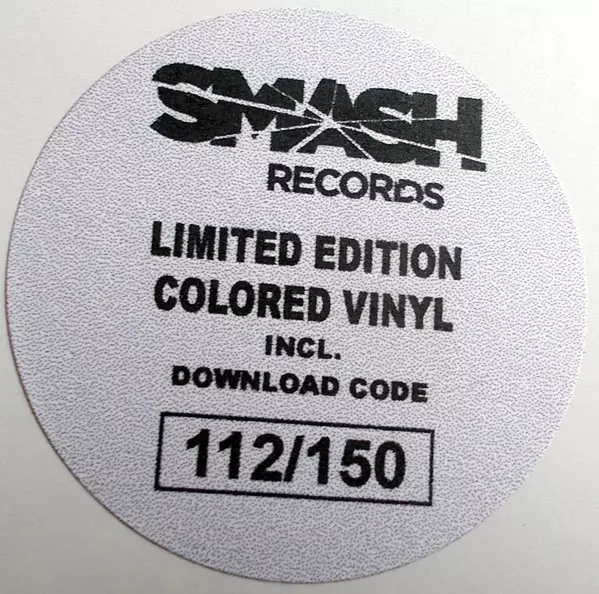 SMASH
RECORDS
LIMITED EDITION
COLORED VINYL
INCL.
DOWNLOAD CODE
112/150